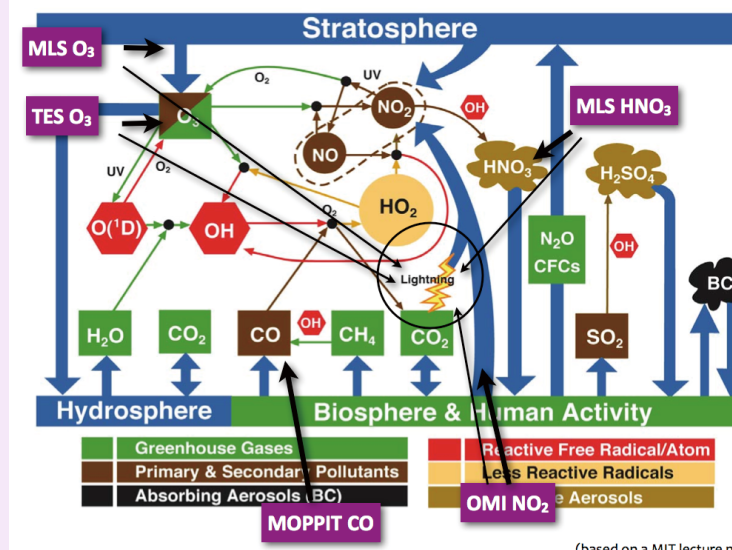 Stratosphere
MLS O₃
TES O₃
MLS HNO₃
O₂
UV
O₃
NO₂
OH
NO
HNO₃
H₂SO₄
UV
O₂
HO₂
O₂
O(¹D)
OH
OH
N₂O
CFCs
Lightning
BC
H₂O
CO₂
CO
OH
CH₄
CO₂
SO₂
Hydrosphere
Biosphere & Human Activity
Greenhouse Gases
Reactive Free Radical/Atom
Primary & Secondary Pollutants
Less Reactive Radicals
Absorbing Aerosols (BC)
Aerosols
MOPPIT CO
OMI NO₂
(based on a MIT lecture